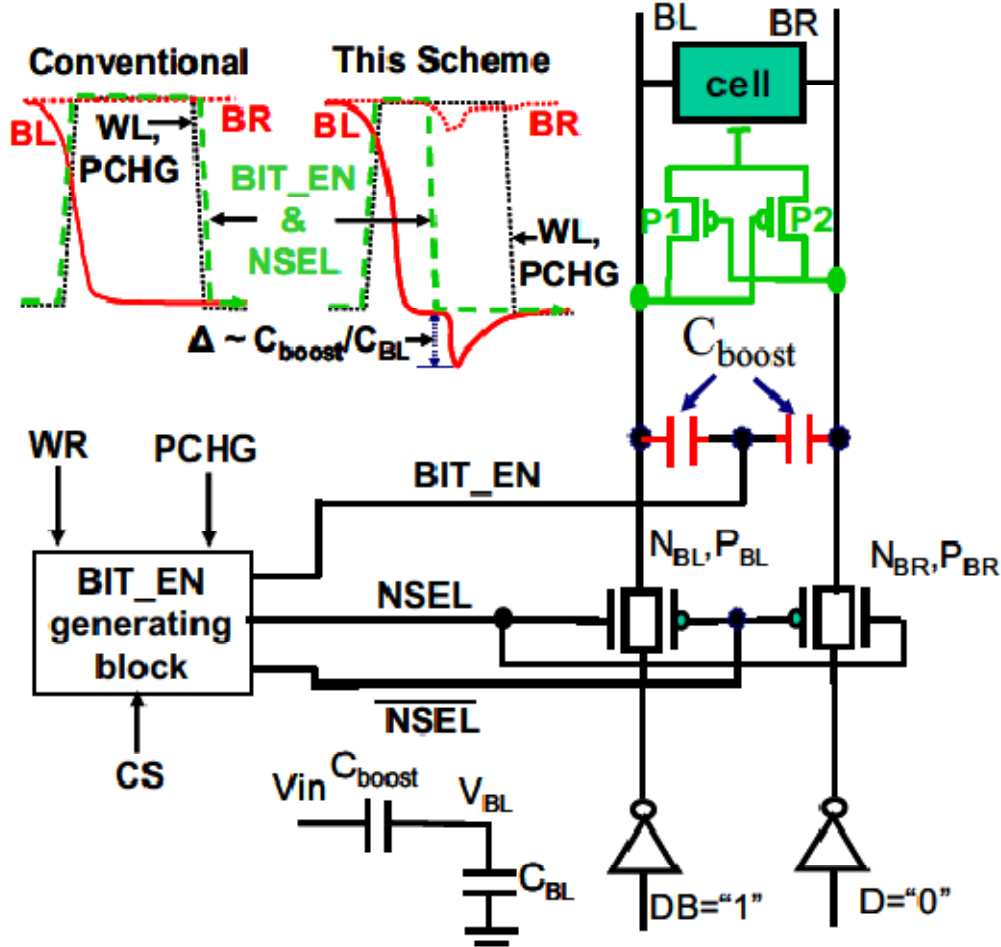 BL
BR
Conventional
This Scheme
cell
BL
WL,
PCHG
BR
BL
BR
BIT_EN
&
NSEL
P1
P2
WL,
PCHG
Δ ~ Cboost/CBL
Cboost
WR
PCHG
BIT_EN
NBL,PBL
NBR,PBR
BIT_EN
generating
block
NSEL
NSEL
CS
Vin
Cboost
VBL
CBL
DB=“1”
D=“0”